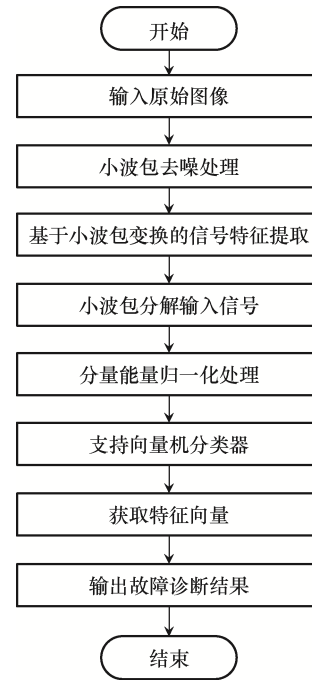 开始
输入原始图像
小波包去噪处理
基于小波包变换的信号特征提取
小波包分解输入信号
分量能量归一化处理
支持向量机分类器
获取特征向量
输出故障诊断结果
结束